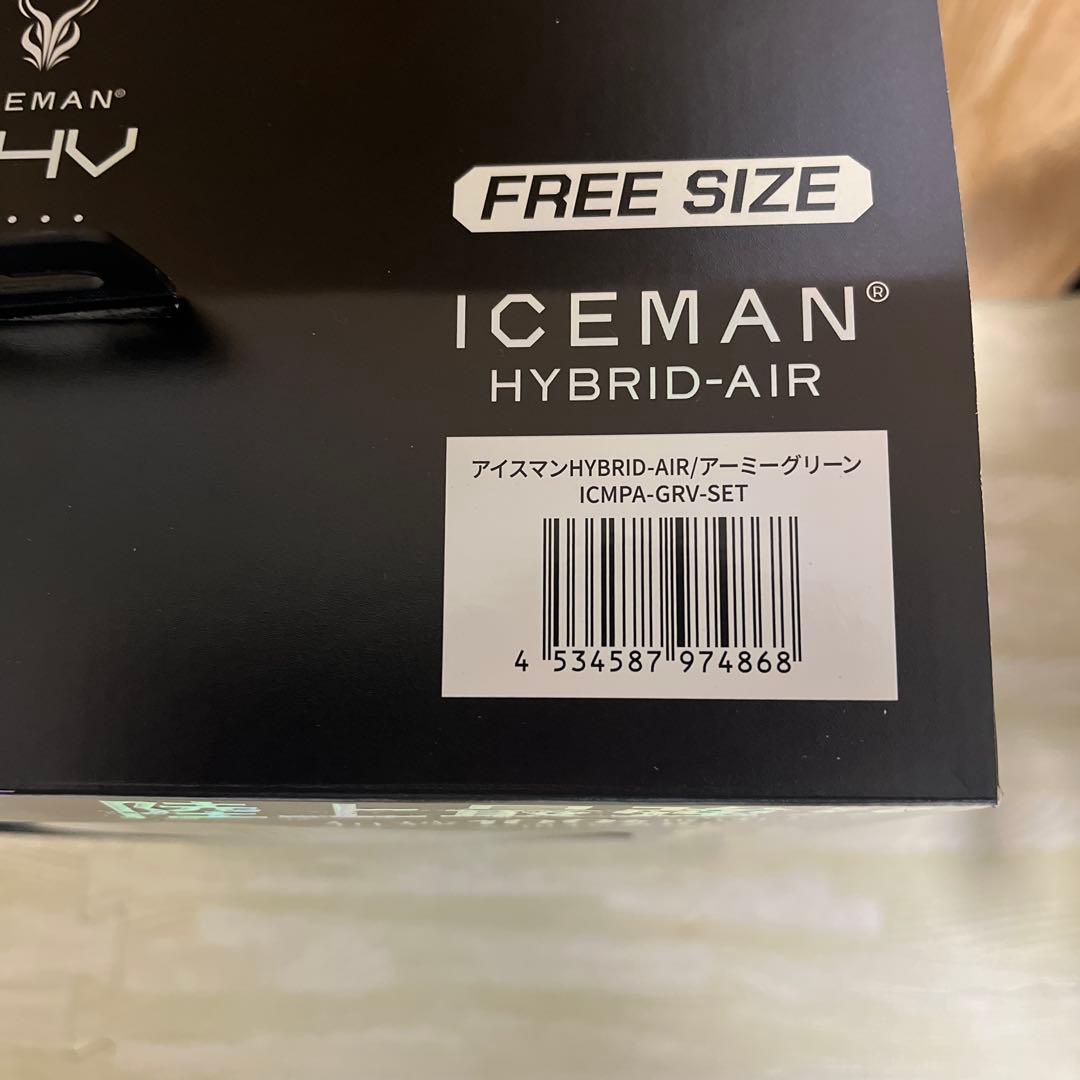 EMAN®
HV
FREE SIZE
ICEMAN®
HYBRID-AIR
アイスマンHYBRID-AIR/アーミーグリーン
ICMPA-GRV-SET
4 534587 974868